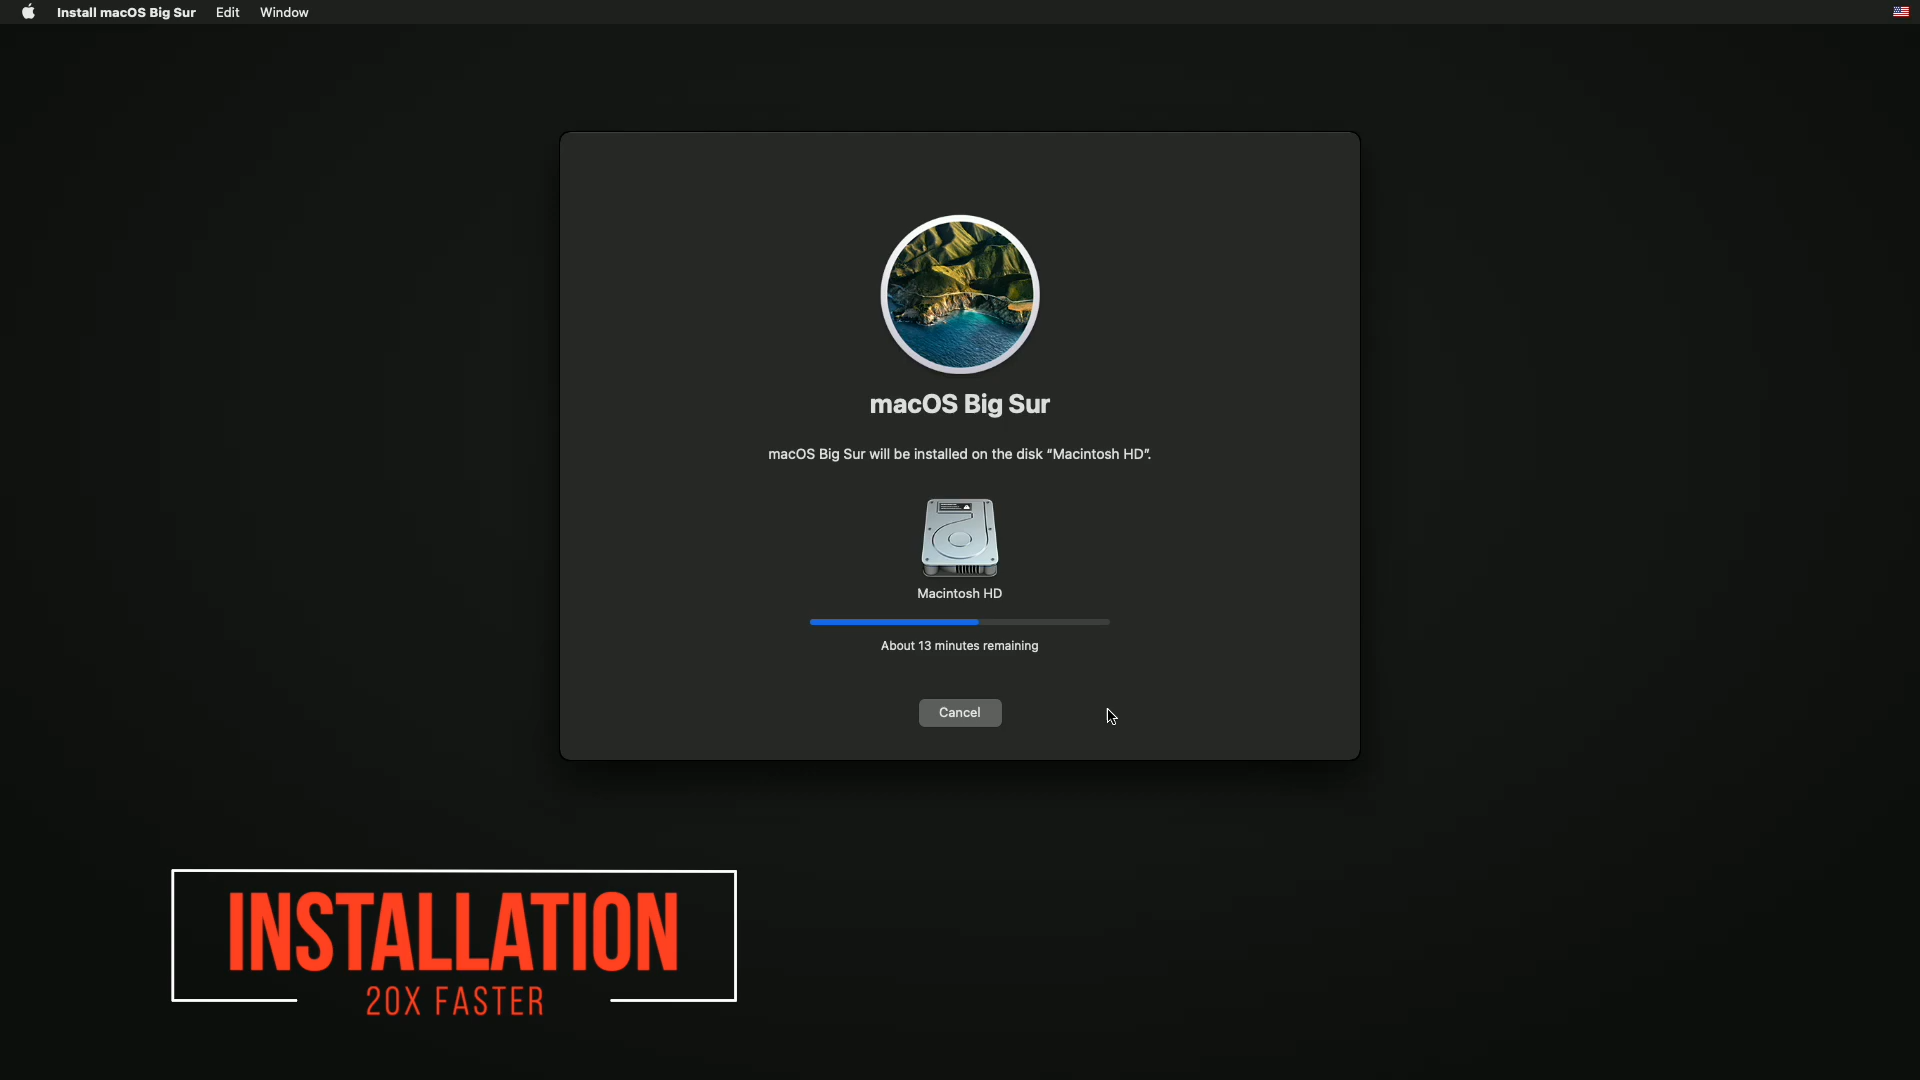 Install macOS Big Sur Edit Window
macOS Big Sur
macOS Big Sur will be installed on the disk “Macintosh HD”.
Macintosh HD
About 13 minutes remaining
Cancel
INSTALLATION
20X FASTER